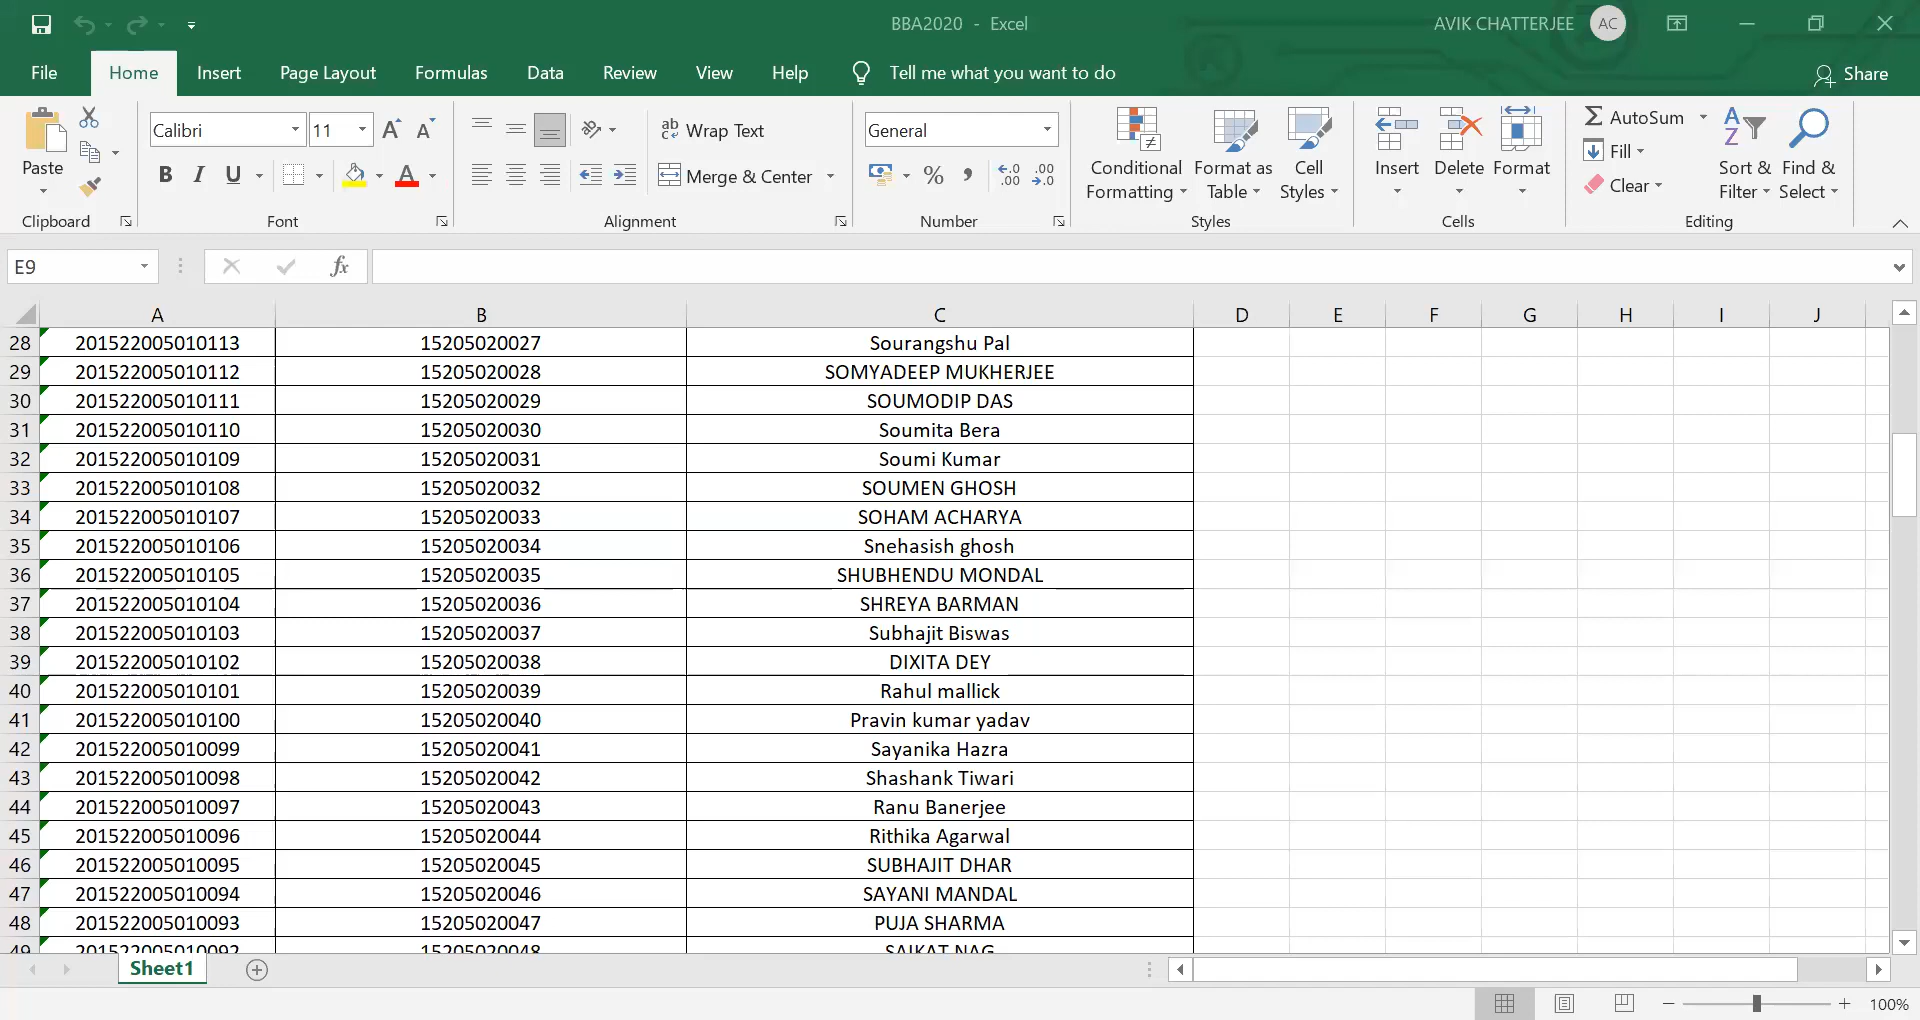 BBA2020 - Excel
AVIK CHATTERJEE AC
File Home Insert Page Layout Formulas Data Review View Help Tell me what you want to do Share
Paste
Clipboard
Calibri 11 A A
B I U A
Font
ab Wrap Text
Merge & Center
Alignment
General
% , .00
Number
Conditional Formatting
Format as Table
Cell Styles
Styles
Insert Delete Format
Cells
AutoSum
Fill
Clear
Sort & Filter
Find & Select
Editing
E9 fx
A B C D E F G H I J
28 201522005010113 15205020027 Sourangshu Pal
29 201522005010112 15205020028 SOMYADEEP MUKHERJEE
30 201522005010111 15205020029 SOUMODIP DAS
31 201522005010110 15205020030 Soumita Bera
32 201522005010109 15205020031 Soumi Kumar
33 201522005010108 15205020032 SOUMEN GHOSH
34 201522005010107 15205020033 SOHAM ACHARYA
35 201522005010106 15205020034 Snehasish ghosh
36 201522005010105 15205020035 SHUBHENDU MONDAL
37 201522005010104 15205020036 SHREYA BARMAN
38 201522005010103 15205020037 Subhajit Biswas
39 201522005010102 15205020038 DIXITA DEY
40 201522005010101 15205020039 Rahul mallick
41 201522005010100 15205020040 Pravin kumar yadav
42 201522005010099 15205020041 Sayanika Hazra
43 201522005010098 15205020042 Shashank Tiwari
44 201522005010097 15205020043 Ranu Banerjee
45 201522005010096 15205020044 Rithika Agarwal
46 201522005010095 15205020045 SUBHAJIT DHAR
47 201522005010094 15205020046 SAYANI MANDAL
48 201522005010093 15205020047 PUJA SHARMA
49 201522005010092 15205020048 SAIKAT NAG
Sheet1
100%